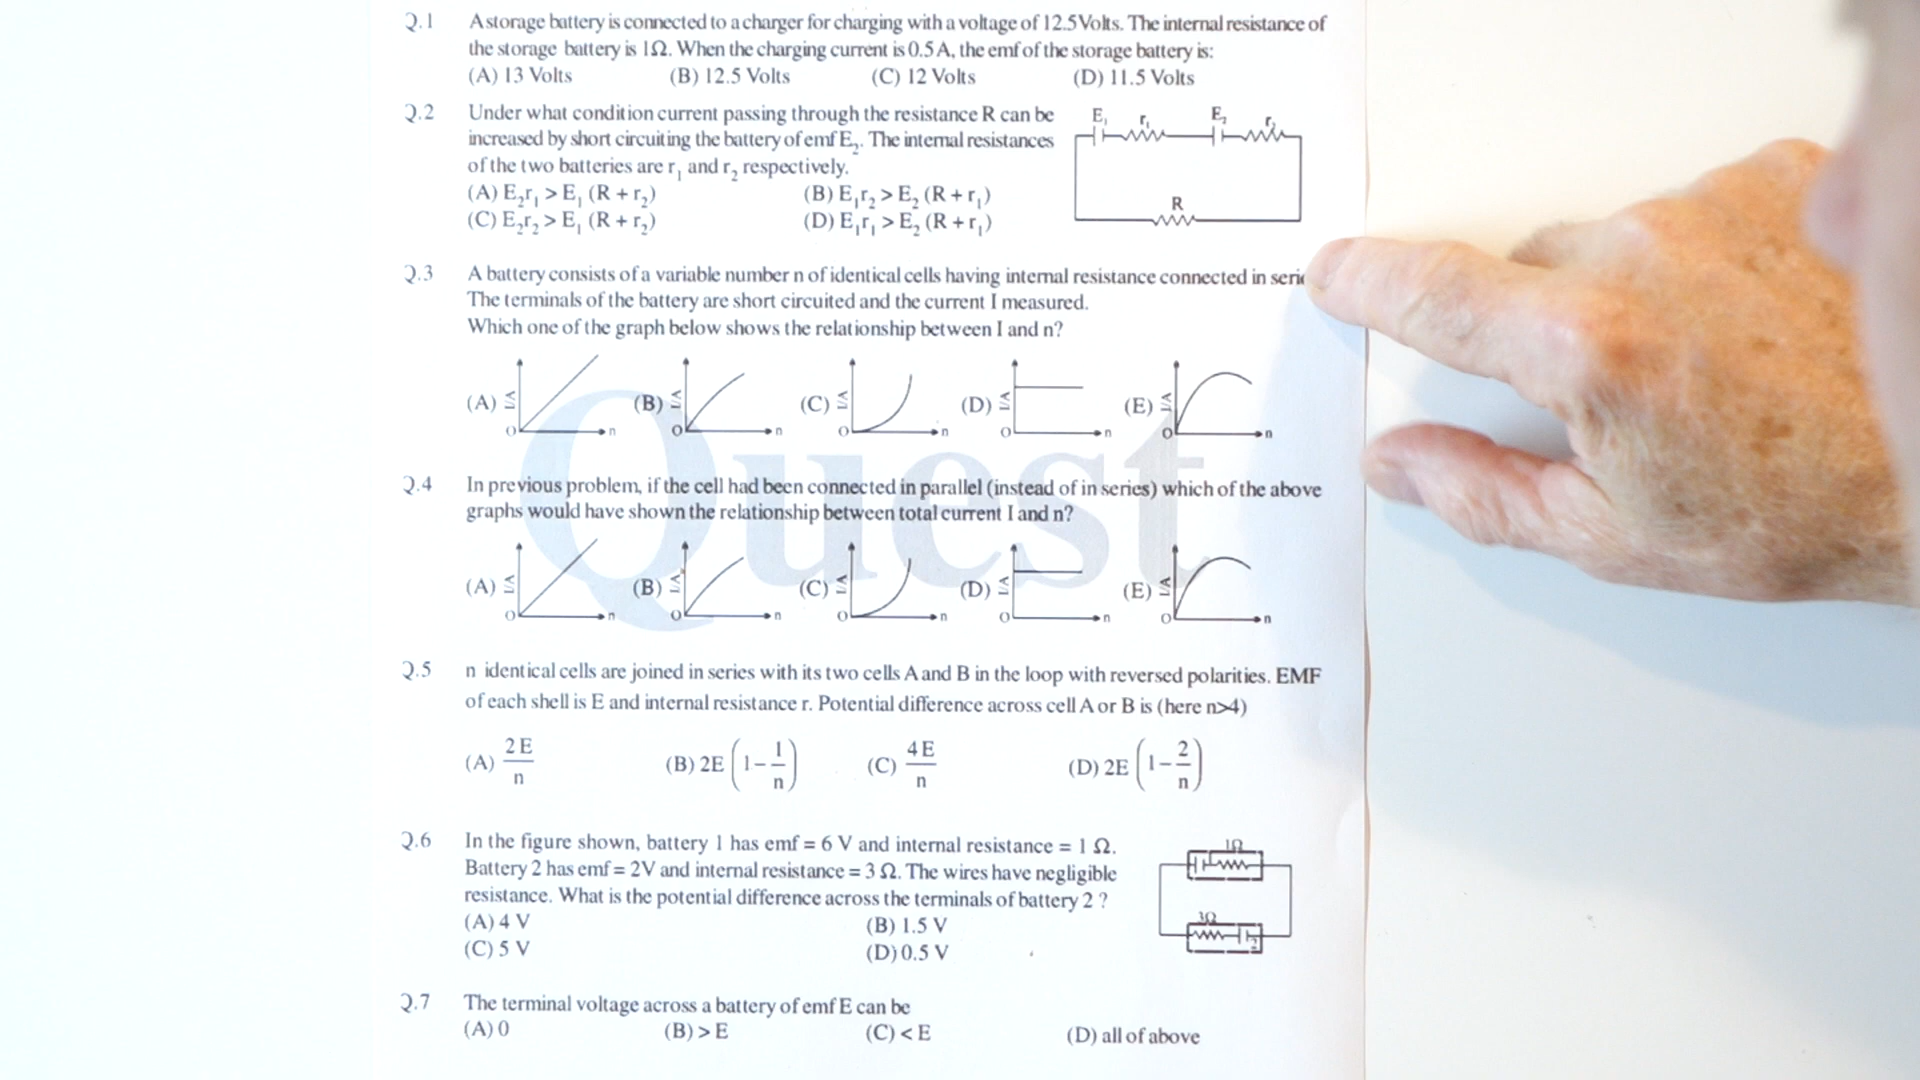 Q.1 A storage battery is connected to a charger for charging with a voltage of 12.5Volts. The internal resistance of
the storage battery is 1Ω. When the charging current is 0.5 A, the emf of the storage battery is:
(A) 13 Volts (B) 12.5 Volts (C) 12 Volts (D) 11.5 Volts
Q.2 Under what condition current passing through the resistance R can be
increased by short circuiting the battery of emf E₂. The internal resistances
of the two batteries are r₁ and r₂ respectively.
(A) E₂r₁ > E₁ (R + r₂) (B) E₁r₂ > E₂ (R + r₁)
(C) E₂r₂ > E₁ (R + r₂) (D) E₁r₁ > E₂ (R + r₁)
E₁ r₁ E₂ r₂
R
Q.3 A battery consists of a variable number n of identical cells having internal resistance connected in
The terminals of the battery are short circuited and the current I measured.
Which one of the graph below shows the relationship between I and n?
(A) I/A O n (B) I/A O n (C) I/A O n (D) I/A O n (E) I/A O n
Quest
Q.4 In previous problem, if the cell had been connected in parallel (instead of in series) which of the above
graphs would have shown the relationship between total current I and n?
(A) I/A O n (B) I/A O n (C) I/A O n (D) I/A O n (E) I/A O n
Q.5 n identical cells are joined in series with its two cells A and B in the loop with reversed polarities. EMF
of each shell is E and internal resistance r. Potential difference across cell A or B is (here n>4)
(A) 2E/n (B) 2E(1-1/n) (C) 4E/n (D) 2E(1-2/n)
Q.6 In the figure shown, battery 1 has emf = 6 V and internal resistance = 1 Ω.
Battery 2 has emf = 2V and internal resistance = 3 Ω. The wires have negligible
resistance. What is the potential difference across the terminals of battery 2 ?
(A) 4 V (B) 1.5 V
(C) 5 V (D) 0.5 V
1Ω
3Ω
2
Q.7 The terminal voltage across a battery of emf E can be
(A) 0 (B) > E (C) < E (D) all of above